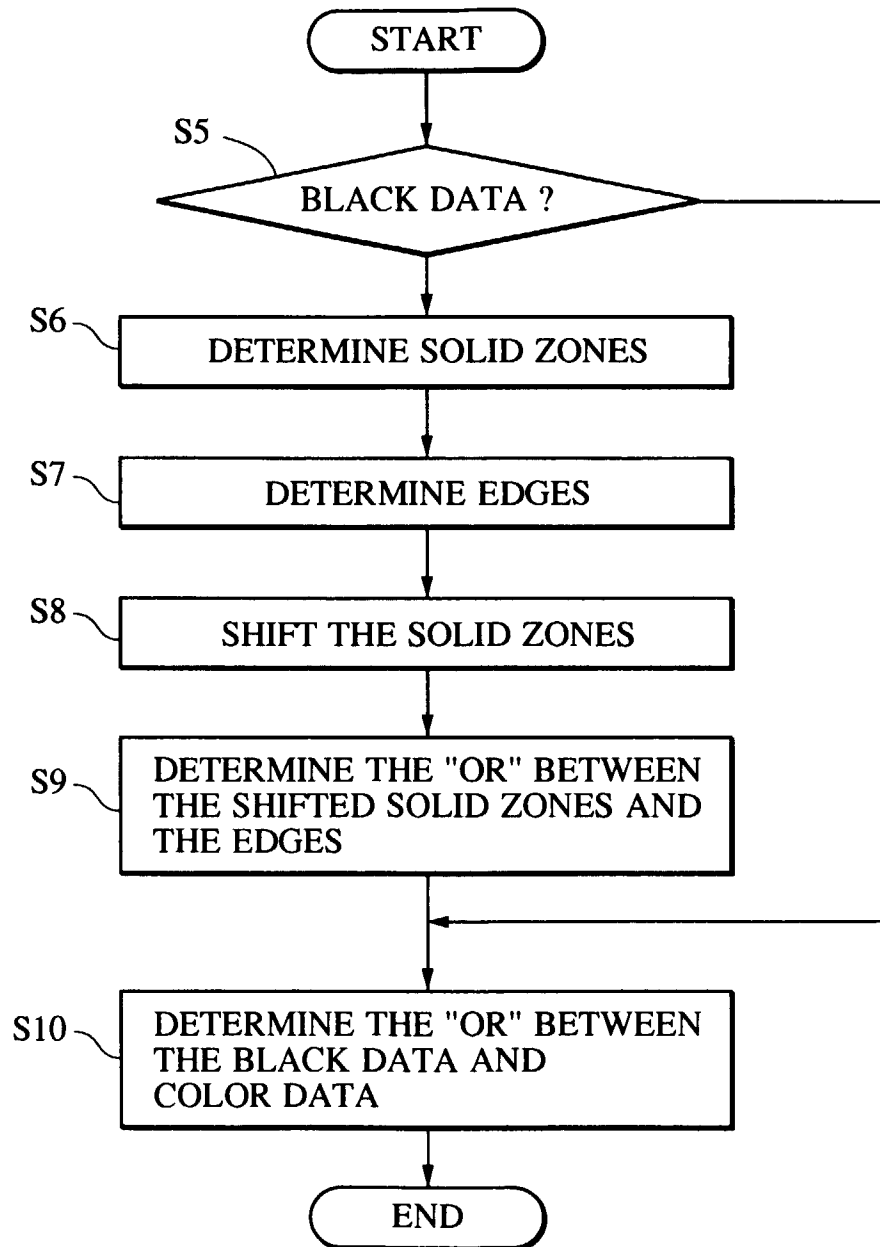 START
S5
BLACK DATA ?
S6
DETERMINE SOLID ZONES
S7
DETERMINE EDGES
S8
SHIFT THE SOLID ZONES
S9
DETERMINE THE "OR" BETWEEN
THE SHIFTED SOLID ZONES AND
THE EDGES
S10
DETERMINE THE "OR" BETWEEN
THE BLACK DATA AND
COLOR DATA
END